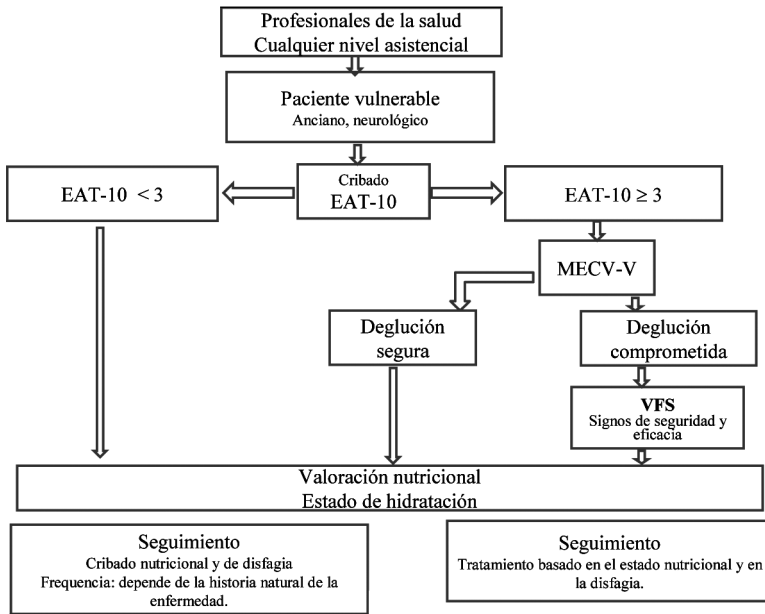 Profesionales de la salud
Cualquier nivel asistencial
Paciente vulnerable
Anciano, neurológico
EAT-10 < 3
Cribado
EAT-10
EAT-10 ≥ 3
MECV-V
Deglución
segura
Deglución
comprometida
VFS
Signos de seguridad y
eficacia
Valoración nutricional
Estado de hidratación
Seguimiento
Cribado nutricional y de disfagia
Frequencia: depende de la historia natural de la
enfermedad.
Seguimiento
Tratamiento basado en el estado nutricional y en
la disfagia.